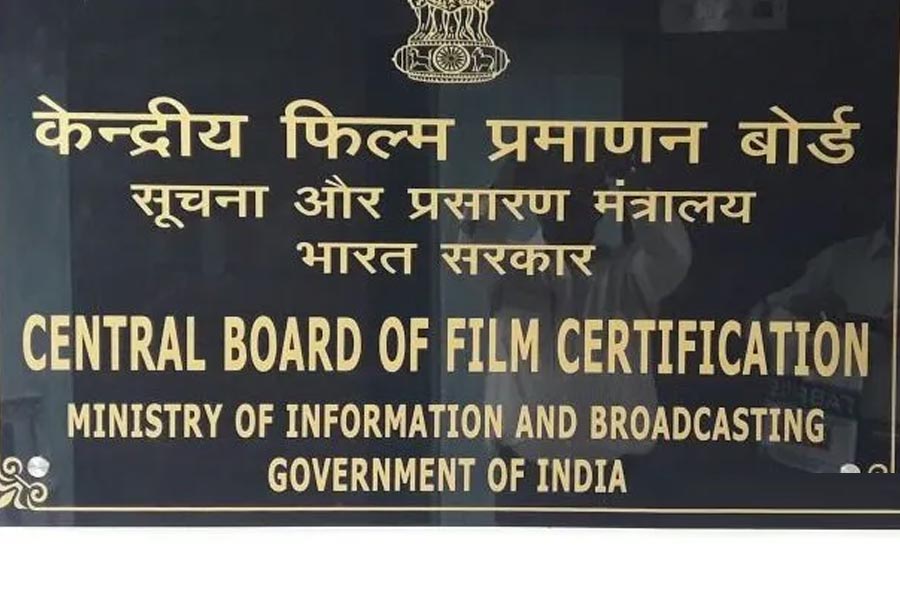 केन्द्रीय फिल्म प्रमाणन बोर्ड
सूचना और प्रसारण मंत्रालय
भारत सरकार
CENTRAL BOARD OF FILM CERTIFICATION
MINISTRY OF INFORMATION AND BROADCASTING
GOVERNMENT OF INDIA